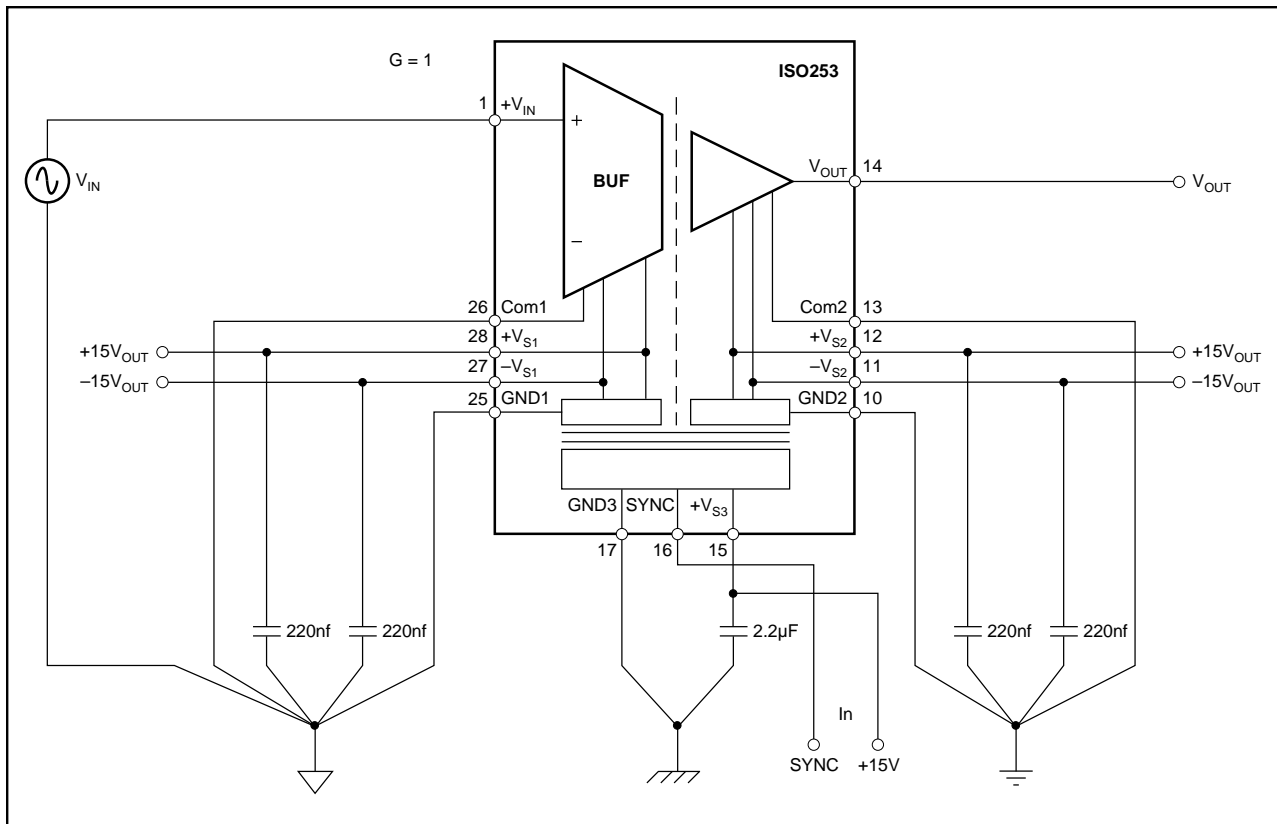 G = 1
ISO253
1 +VIN
+
BUF
−
VIN
VOUT 14
VOUT
26 Com1
Com2 13
28 +VS1
+VS2 12
+15VOUT
+15VOUT
27 −VS1
−VS2 11
−15VOUT
−15VOUT
25 GND1
GND2 10
GND3 SYNC +VS3
17 16 15
220nf 220nf 2.2µF 220nf 220nf
In
SYNC +15V